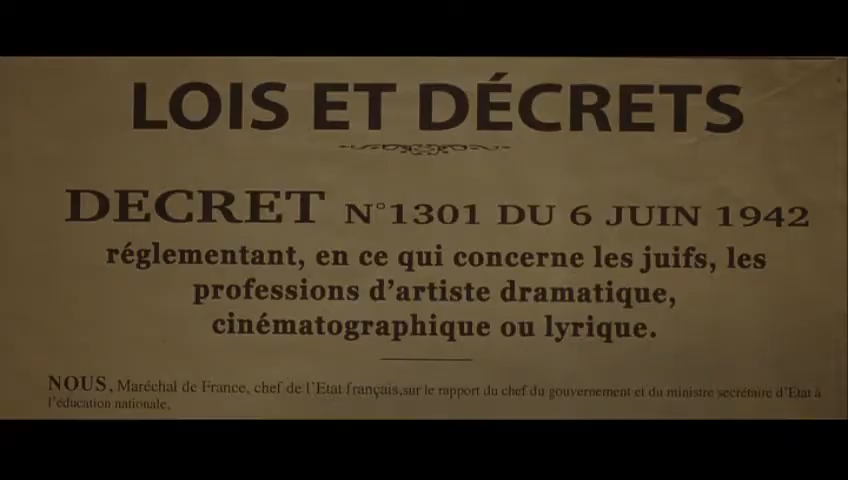 LOIS ET DÉCRETS
DECRET N°1301 DU 6 JUIN 1942
réglementant, en ce qui concerne les juifs, les
professions d'artiste dramatique,
cinématographique ou lyrique.
NOUS, Maréchal de France, chef de l'Etat français,sur le rapport du chef du gouvernement et du ministre secrétaire d'Etat à
l'éducation nationale,